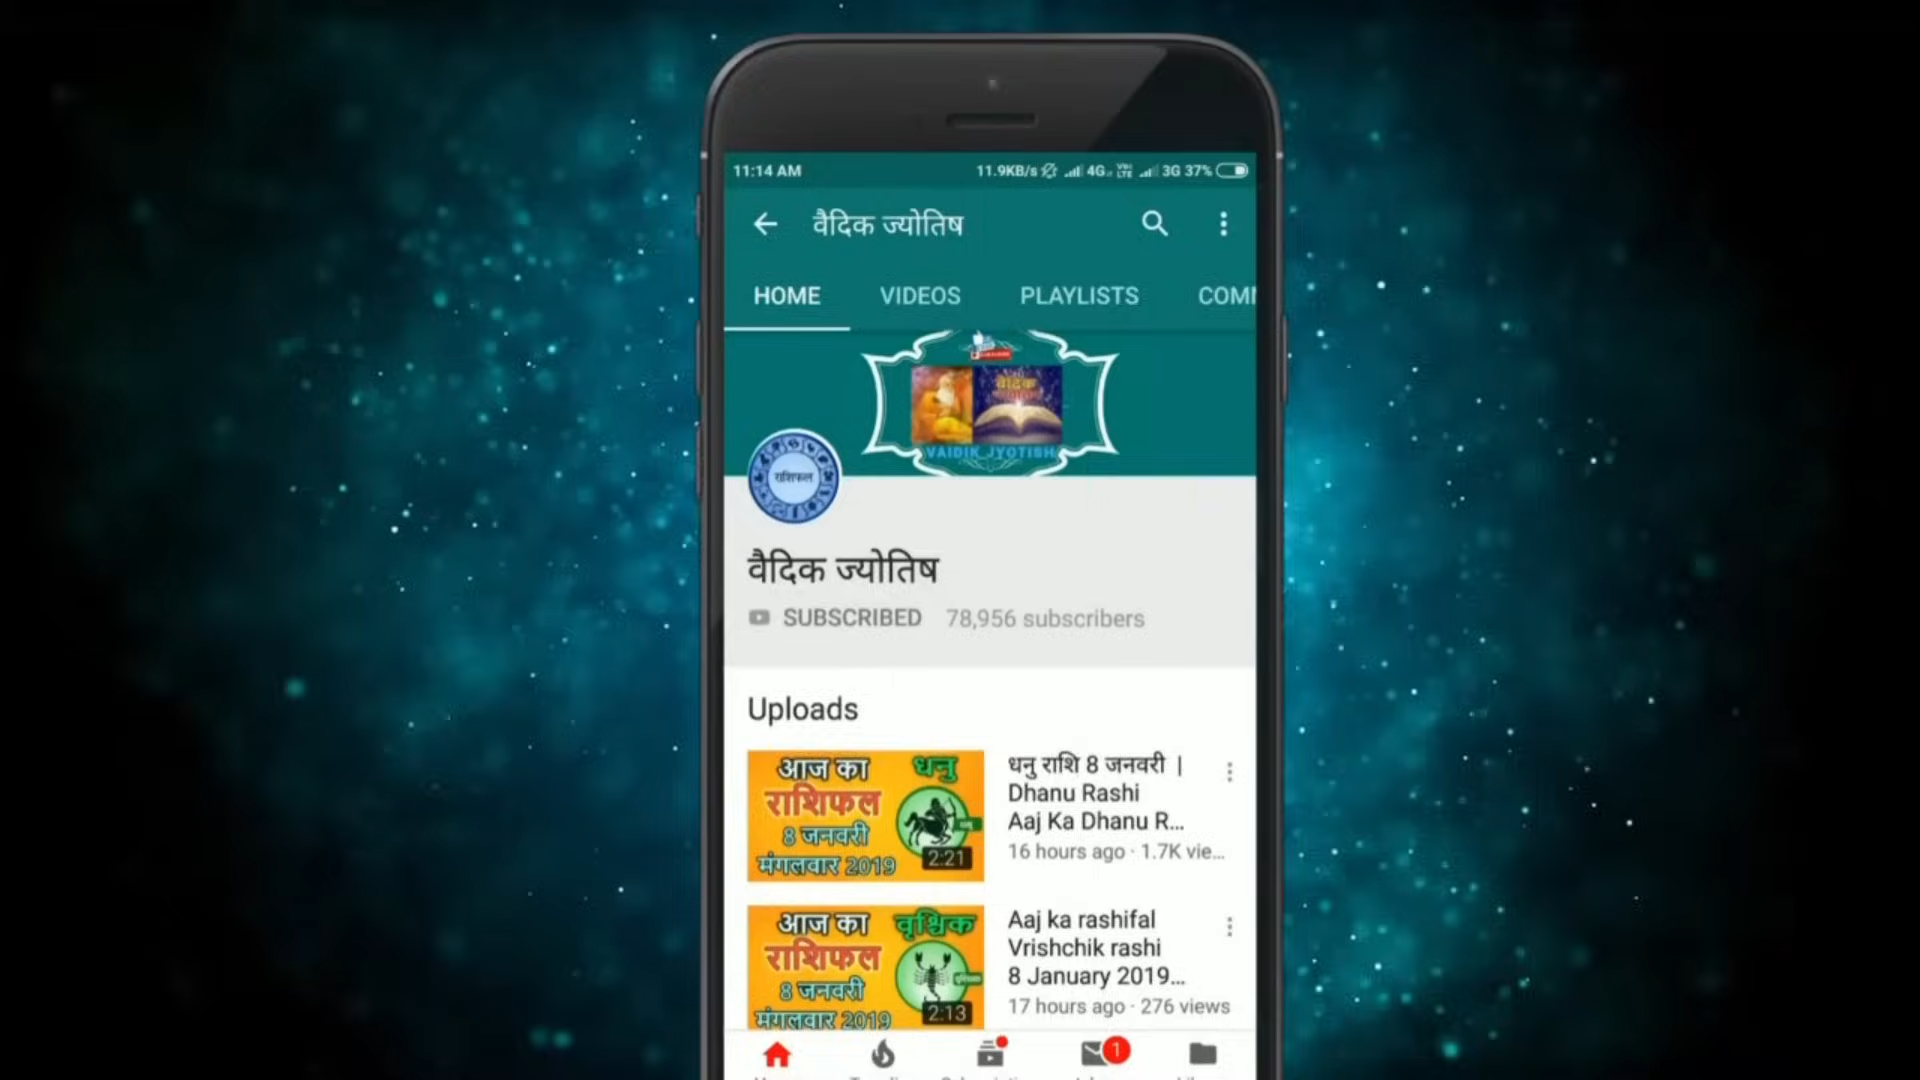 11:14 AM 11.9KB/s 4G VoLTE 3G 37%
वैदिक ज्योतिष
HOME VIDEOS PLAYLISTS COMM
वैदिक
VAIDIK JYOTISH
राशिफल
वैदिक ज्योतिष
SUBSCRIBED 78,956 subscribers
Uploads
आज का धनु
राशिफल
8 जनवरी
मंगलवार 2019
2:21
धनु राशि 8 जनवरी |
Dhanu Rashi
Aaj Ka Dhanu R...
16 hours ago · 1.7K vie...
आज का वृश्चिक
राशिफल
8 जनवरी
मंगलवार 2019
2:13
Aaj ka rashifal
Vrishchik rashi
8 January 2019...
17 hours ago · 276 views
1